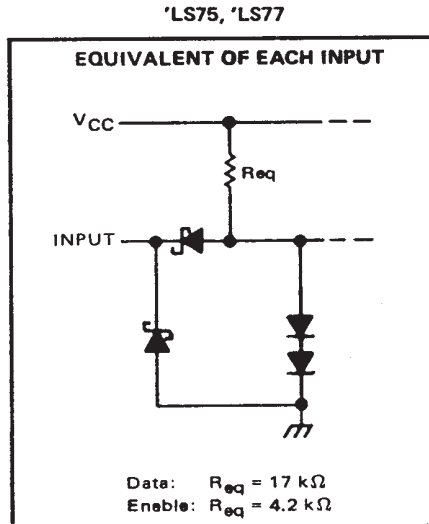 'LS75, 'LS77
EQUIVALENT OF EACH INPUT
VCC
Req
INPUT
Data: Req = 17 kΩ
Enable: Req = 4.2 kΩ